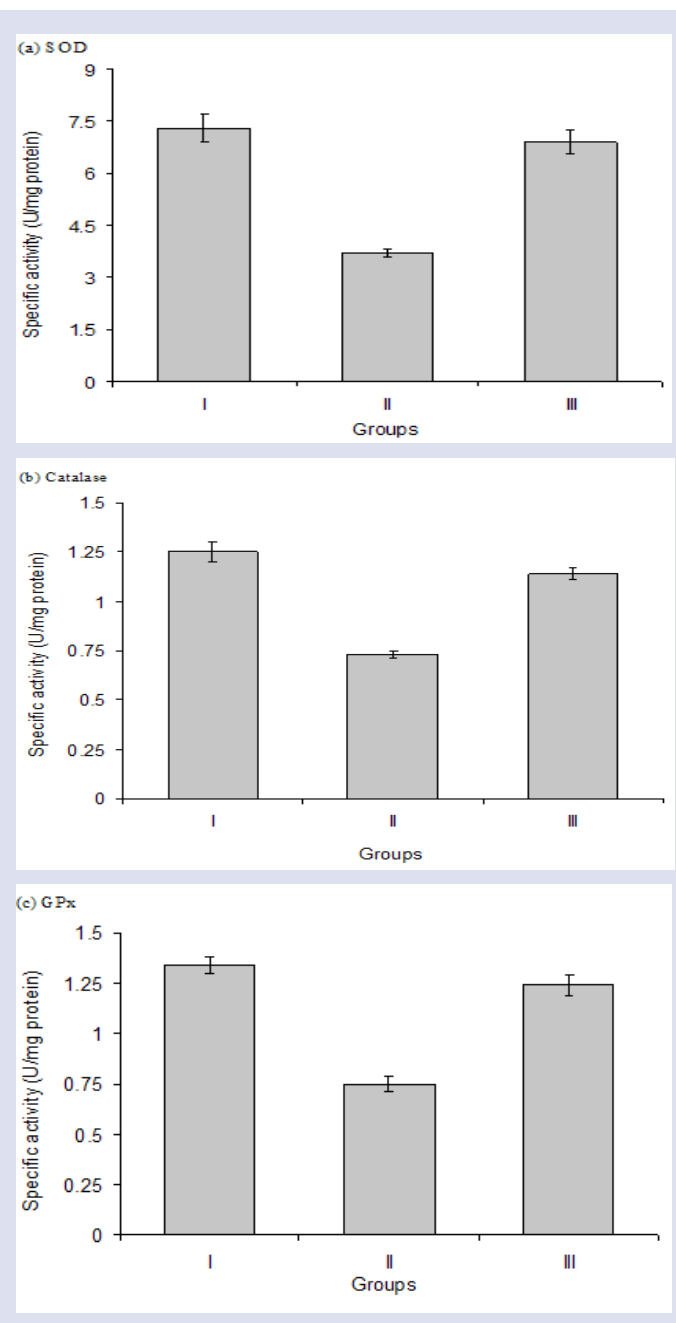 (a) SOD
9
7.5
6
4.5
3
1.5
0
Specific activity (U/mg protein)
I II III
Groups
(b) Catalase
1.5
1.25
1
0.75
0.5
0.25
0
Specific activity (U/mg protein)
I II III
Groups
(c) GPx
1.5
1.25
1
0.75
0.5
0.25
0
Specific activity (U/mg protein)
I II III
Groups